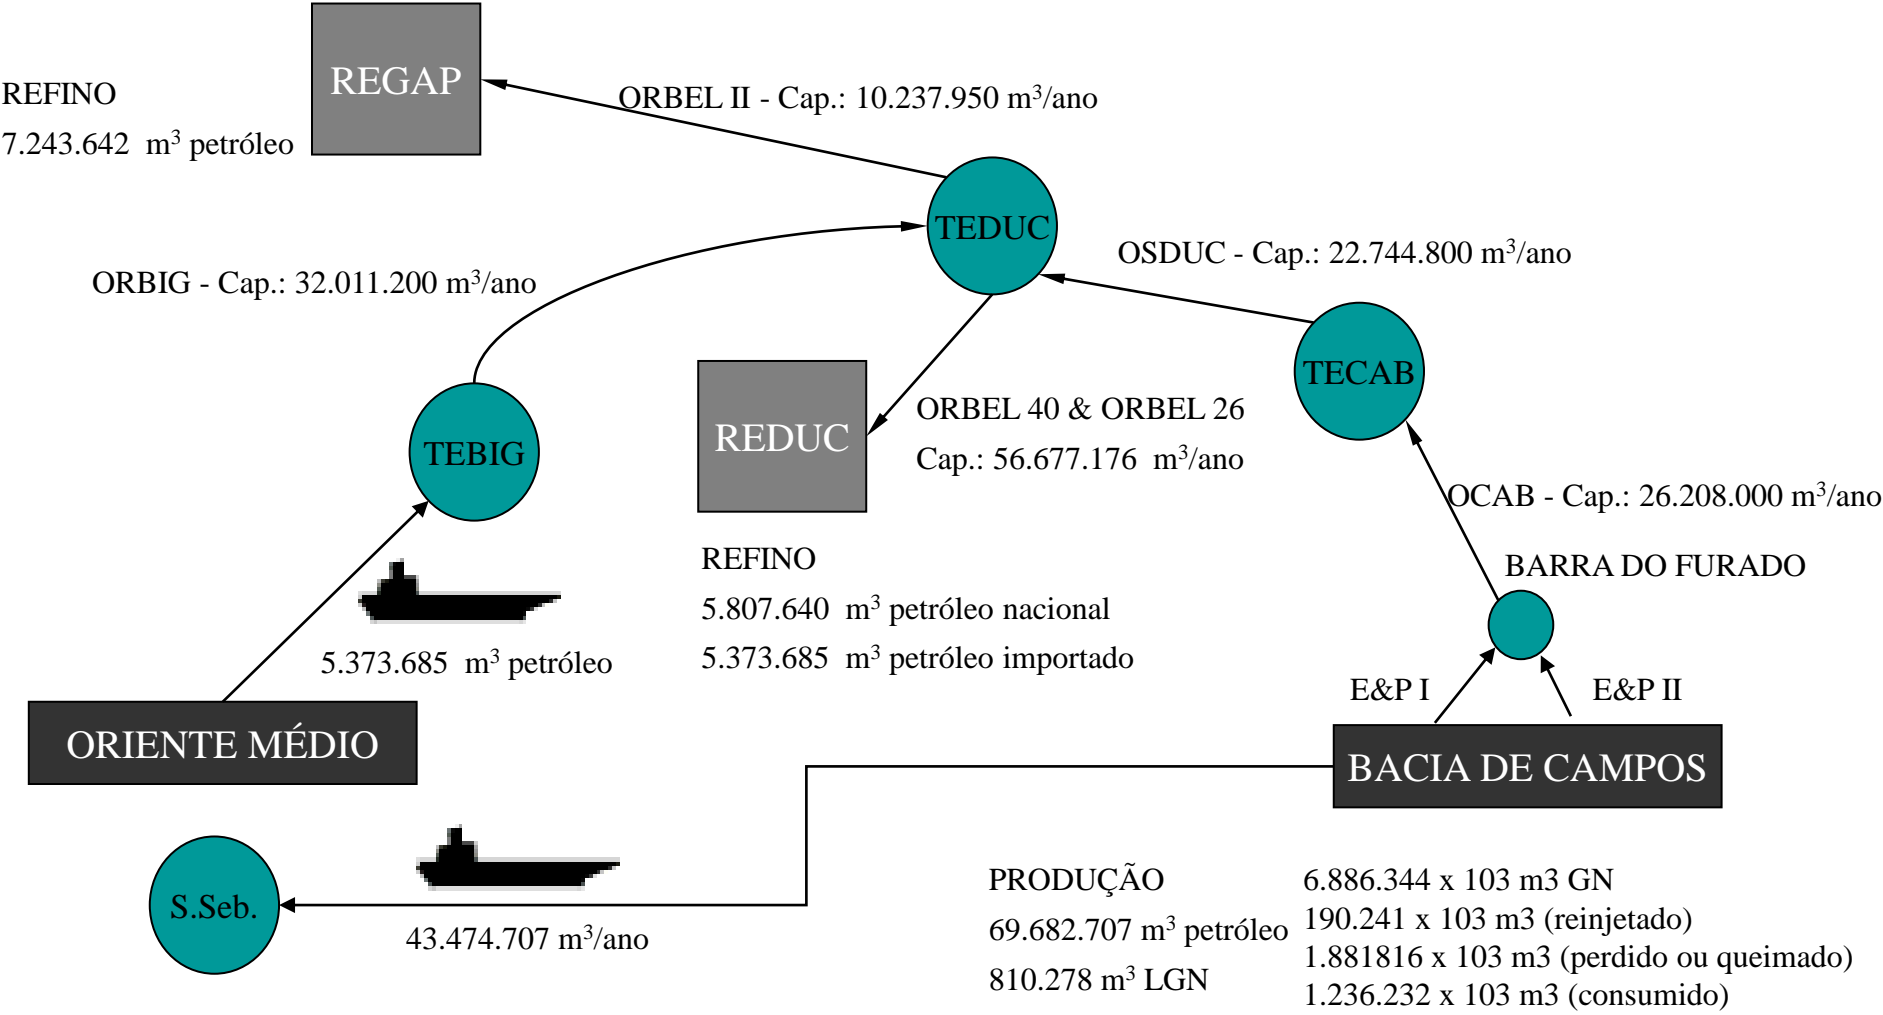 REGAP
REFINO
7.243.642 m³ petróleo
ORBEL II - Cap.: 10.237.950 m³/ano
TEDUC
OSDUC - Cap.: 22.744.800 m³/ano
ORBIG - Cap.: 32.011.200 m³/ano
TECAB
REDUC
ORBEL 40 & ORBEL 26
Cap.: 56.677.176 m³/ano
TEBIG
OCAB - Cap.: 26.208.000 m³/ano
BARRA DO FURADO
REFINO
5.807.640 m³ petróleo nacional
5.373.685 m³ petróleo importado
5.373.685 m³ petróleo
E&P I
E&P II
ORIENTE MÉDIO
BACIA DE CAMPOS
S.Seb.
43.474.707 m³/ano
PRODUÇÃO
69.682.707 m³ petróleo
810.278 m³ LGN
6.886.344 x 103 m3 GN
190.241 x 103 m3 (reinjetado)
1.881816 x 103 m3 (perdido ou queimado)
1.236.232 x 103 m3 (consumido)